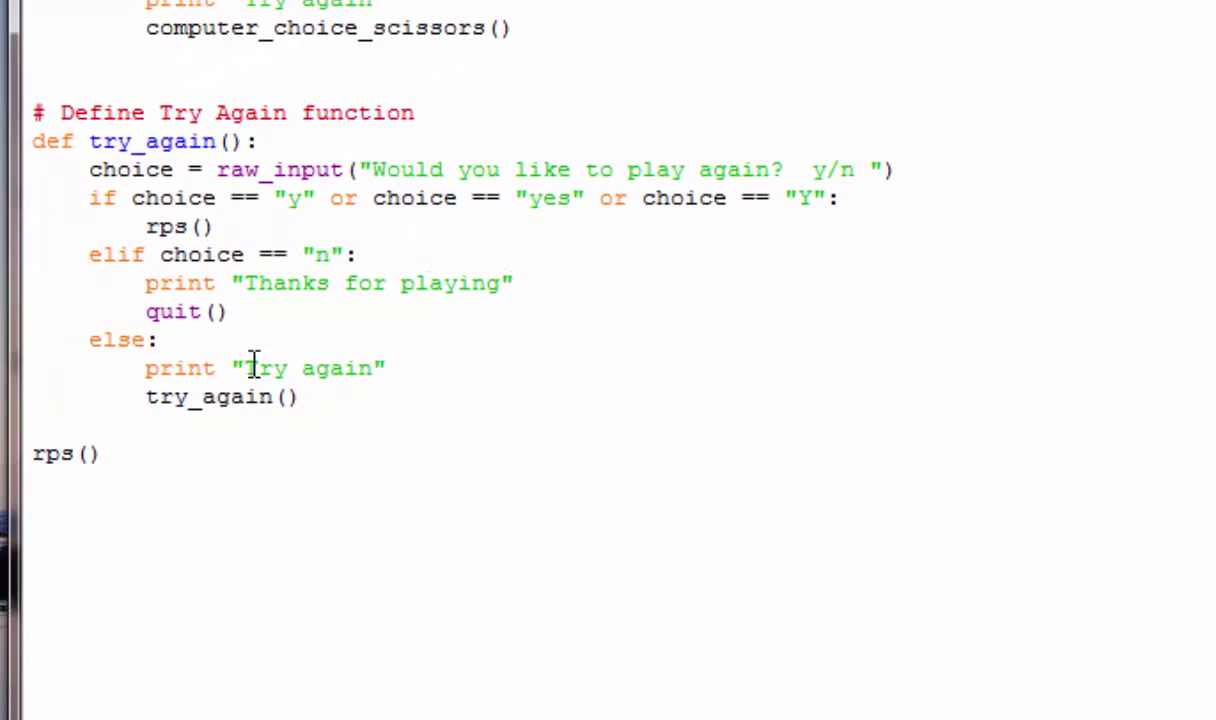 print "Try again"
computer_choice_scissors()
# Define Try Again function
def try_again():
    choice = raw_input("Would you like to play again?  y/n ")
    if choice == "y" or choice == "yes" or choice == "Y":
        rps()
    elif choice == "n":
        print "Thanks for playing"
        quit()
    else:
        print "Try again"
        try_again()
rps()